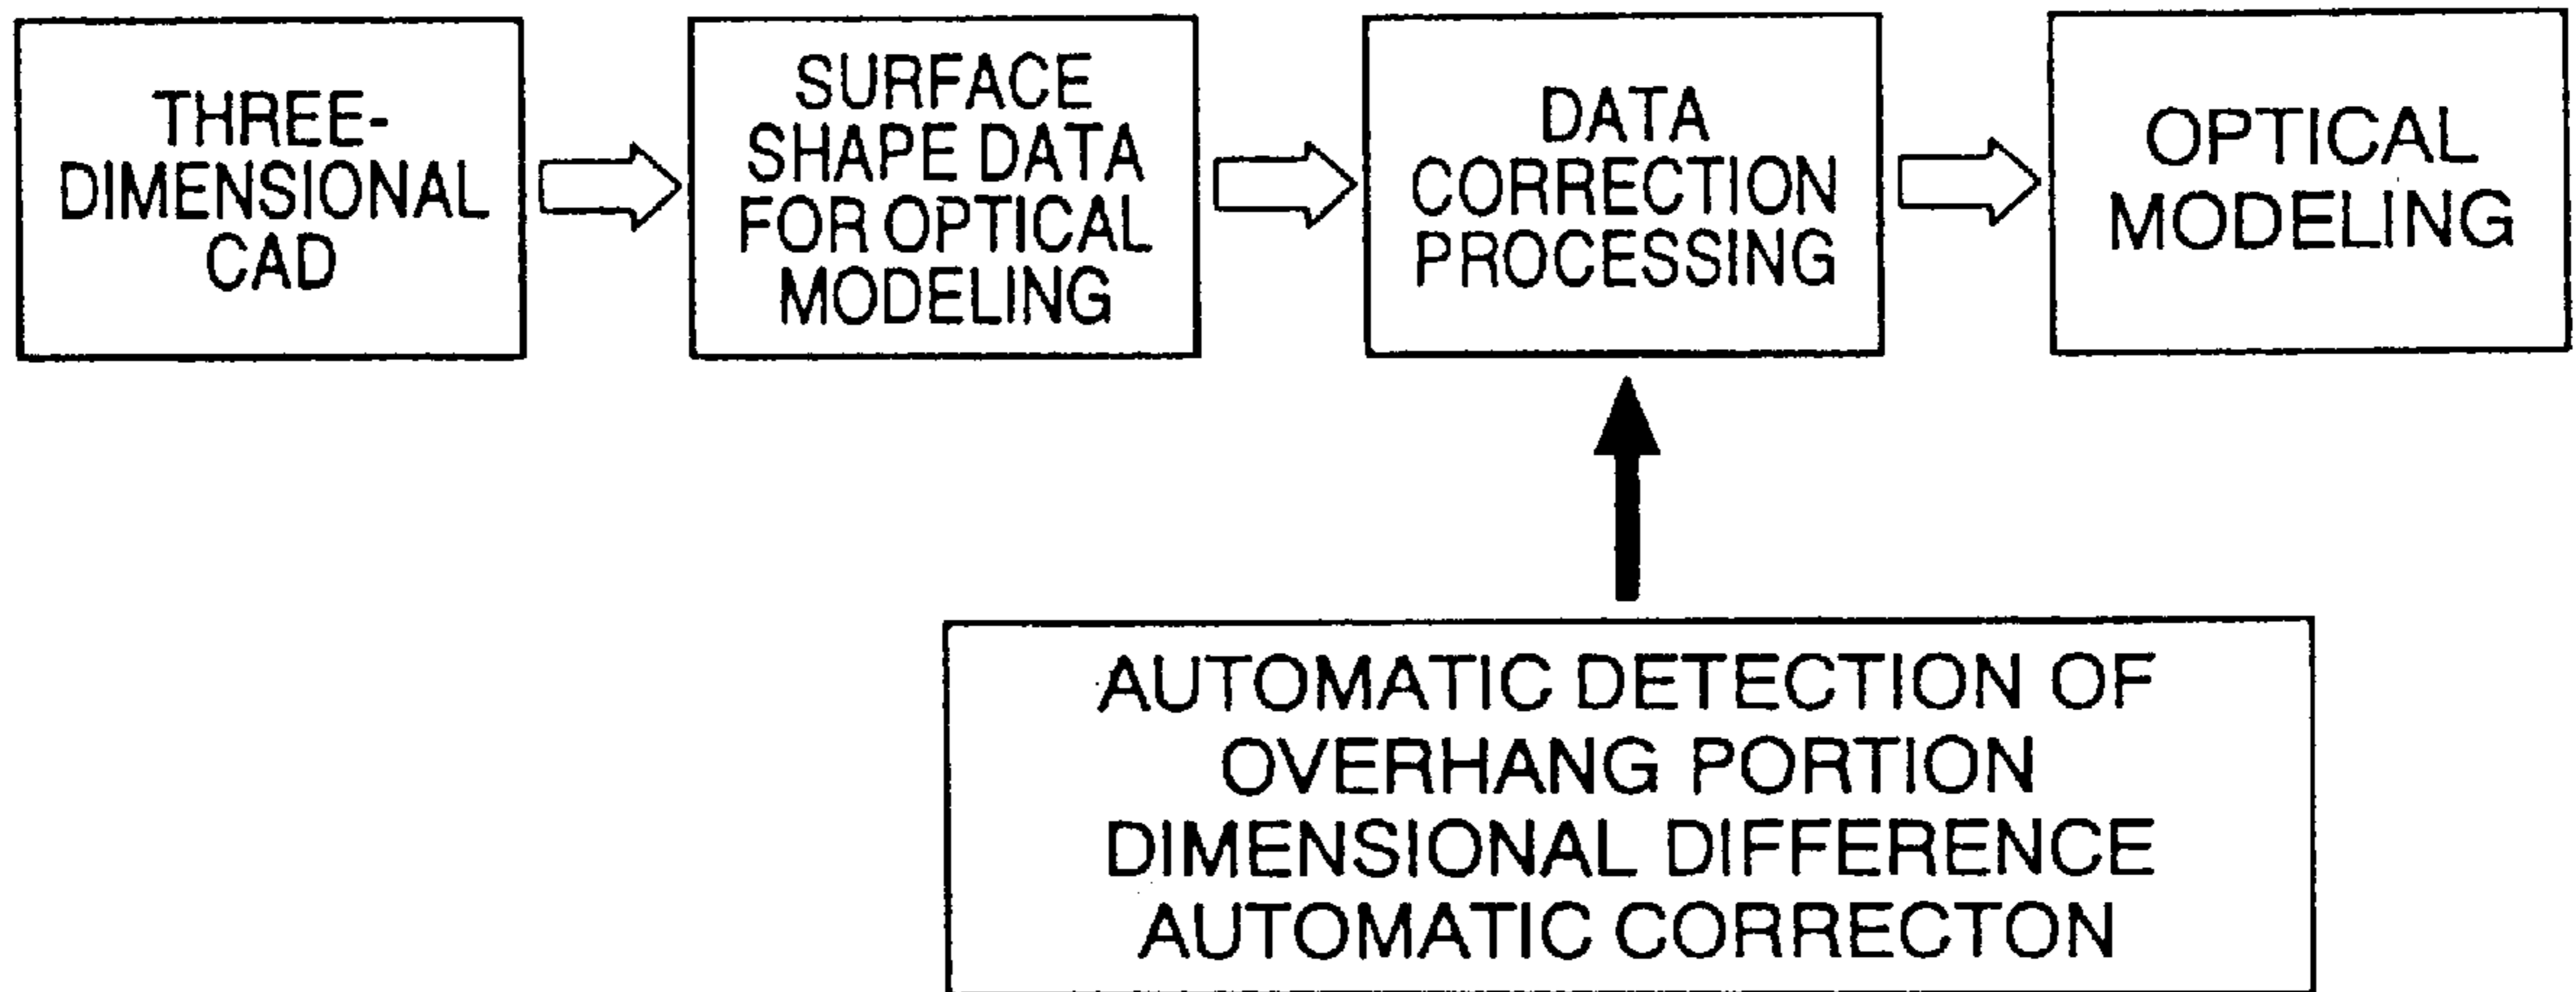 THREE-
DIMENSIONAL
CAD
SURFACE
SHAPE DATA
FOR OPTICAL
MODELING
DATA
CORRECTION
PROCESSING
OPTICAL
MODELING
AUTOMATIC DETECTION OF
OVERHANG PORTION
DIMENSIONAL DIFFERENCE
AUTOMATIC CORRECTON